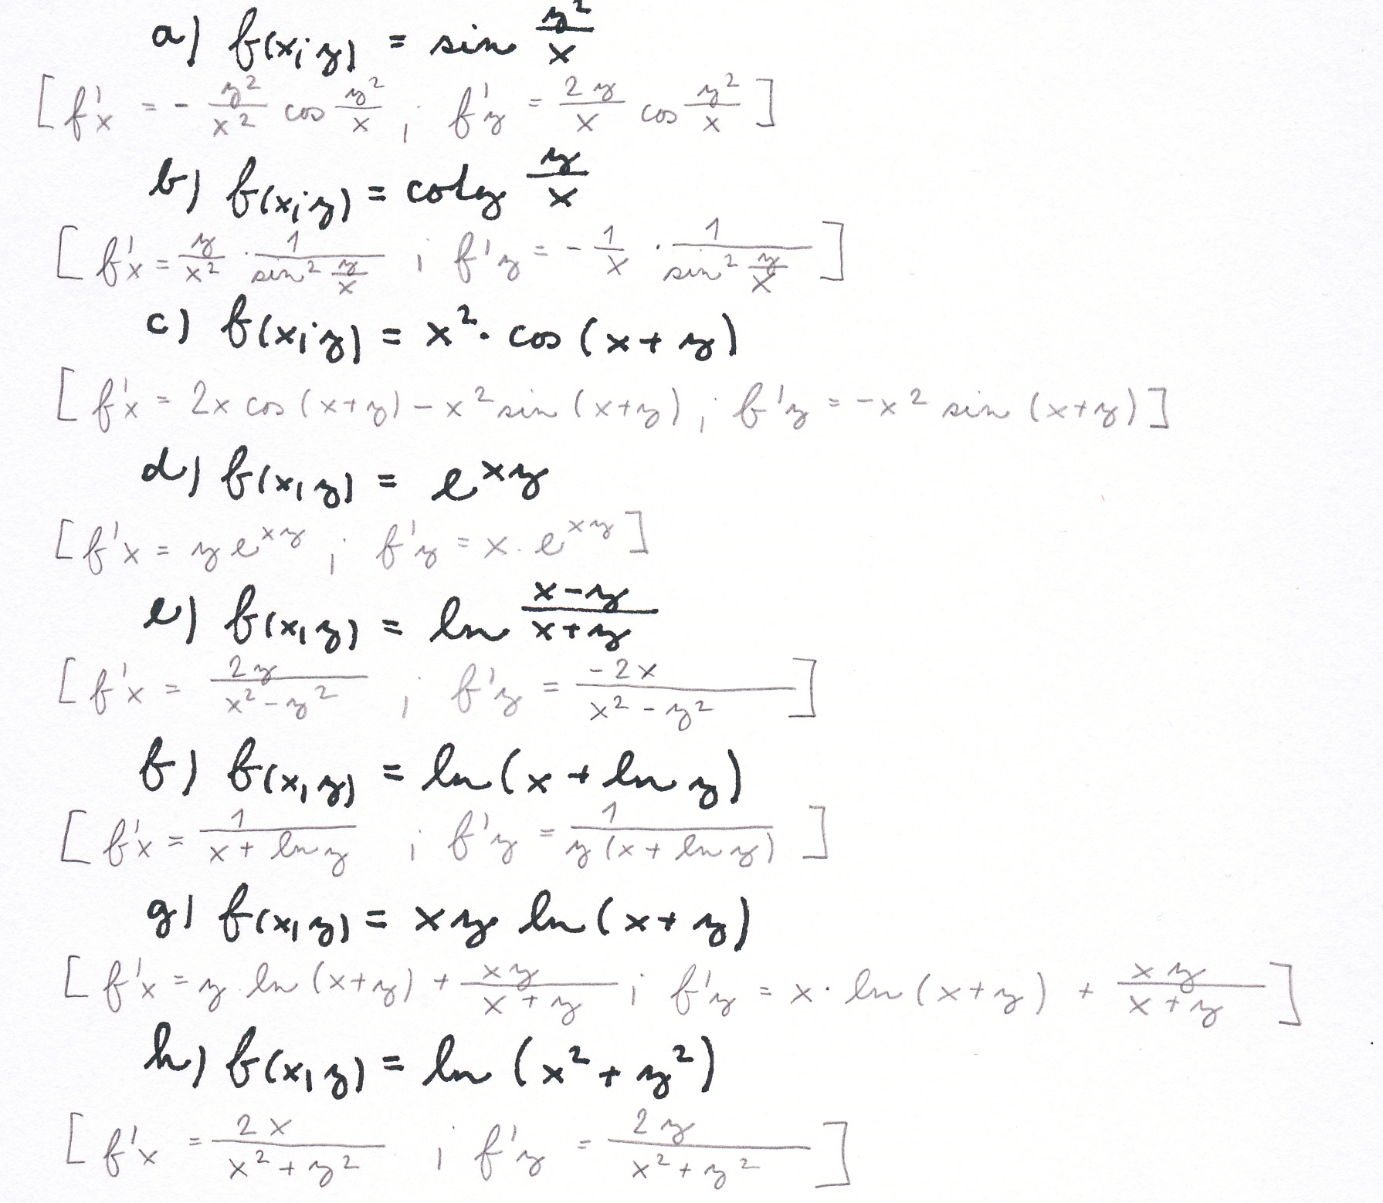 a) f(x;y) = sin y²/x
[f'x = - y²/x² cos y²/x ; f'y = 2y/x cos y²/x]
b) f(x;y) = cotg y/x
[f'x = y/x² · 1/sin² y/x ; f'y = - 1/x · 1/sin² y/x]
c) f(x;y) = x² · cos (x+y)
[f'x = 2x cos (x+y) - x² sin (x+y) ; f'y = -x² sin (x+y)]
d) f(x,y) = e^xy
[f'x = y e^xy ; f'y = x · e^xy]
e) f(x,y) = ln x-y/x+y
[f'x = 2y/x²-y² ; f'y = -2x/x²-y²]
f) f(x,y) = ln(x + ln y)
[f'x = 1/x + ln y ; f'y = 1/y (x + ln y)]
g) f(x,y) = xy ln (x+y)
[f'x = y · ln (x+y) + xy/x+y ; f'y = x · ln (x+y) + xy/x+y]
h) f(x,y) = ln (x² + y²)
[f'x = 2x/x²+y² ; f'y = 2y/x²+y²]